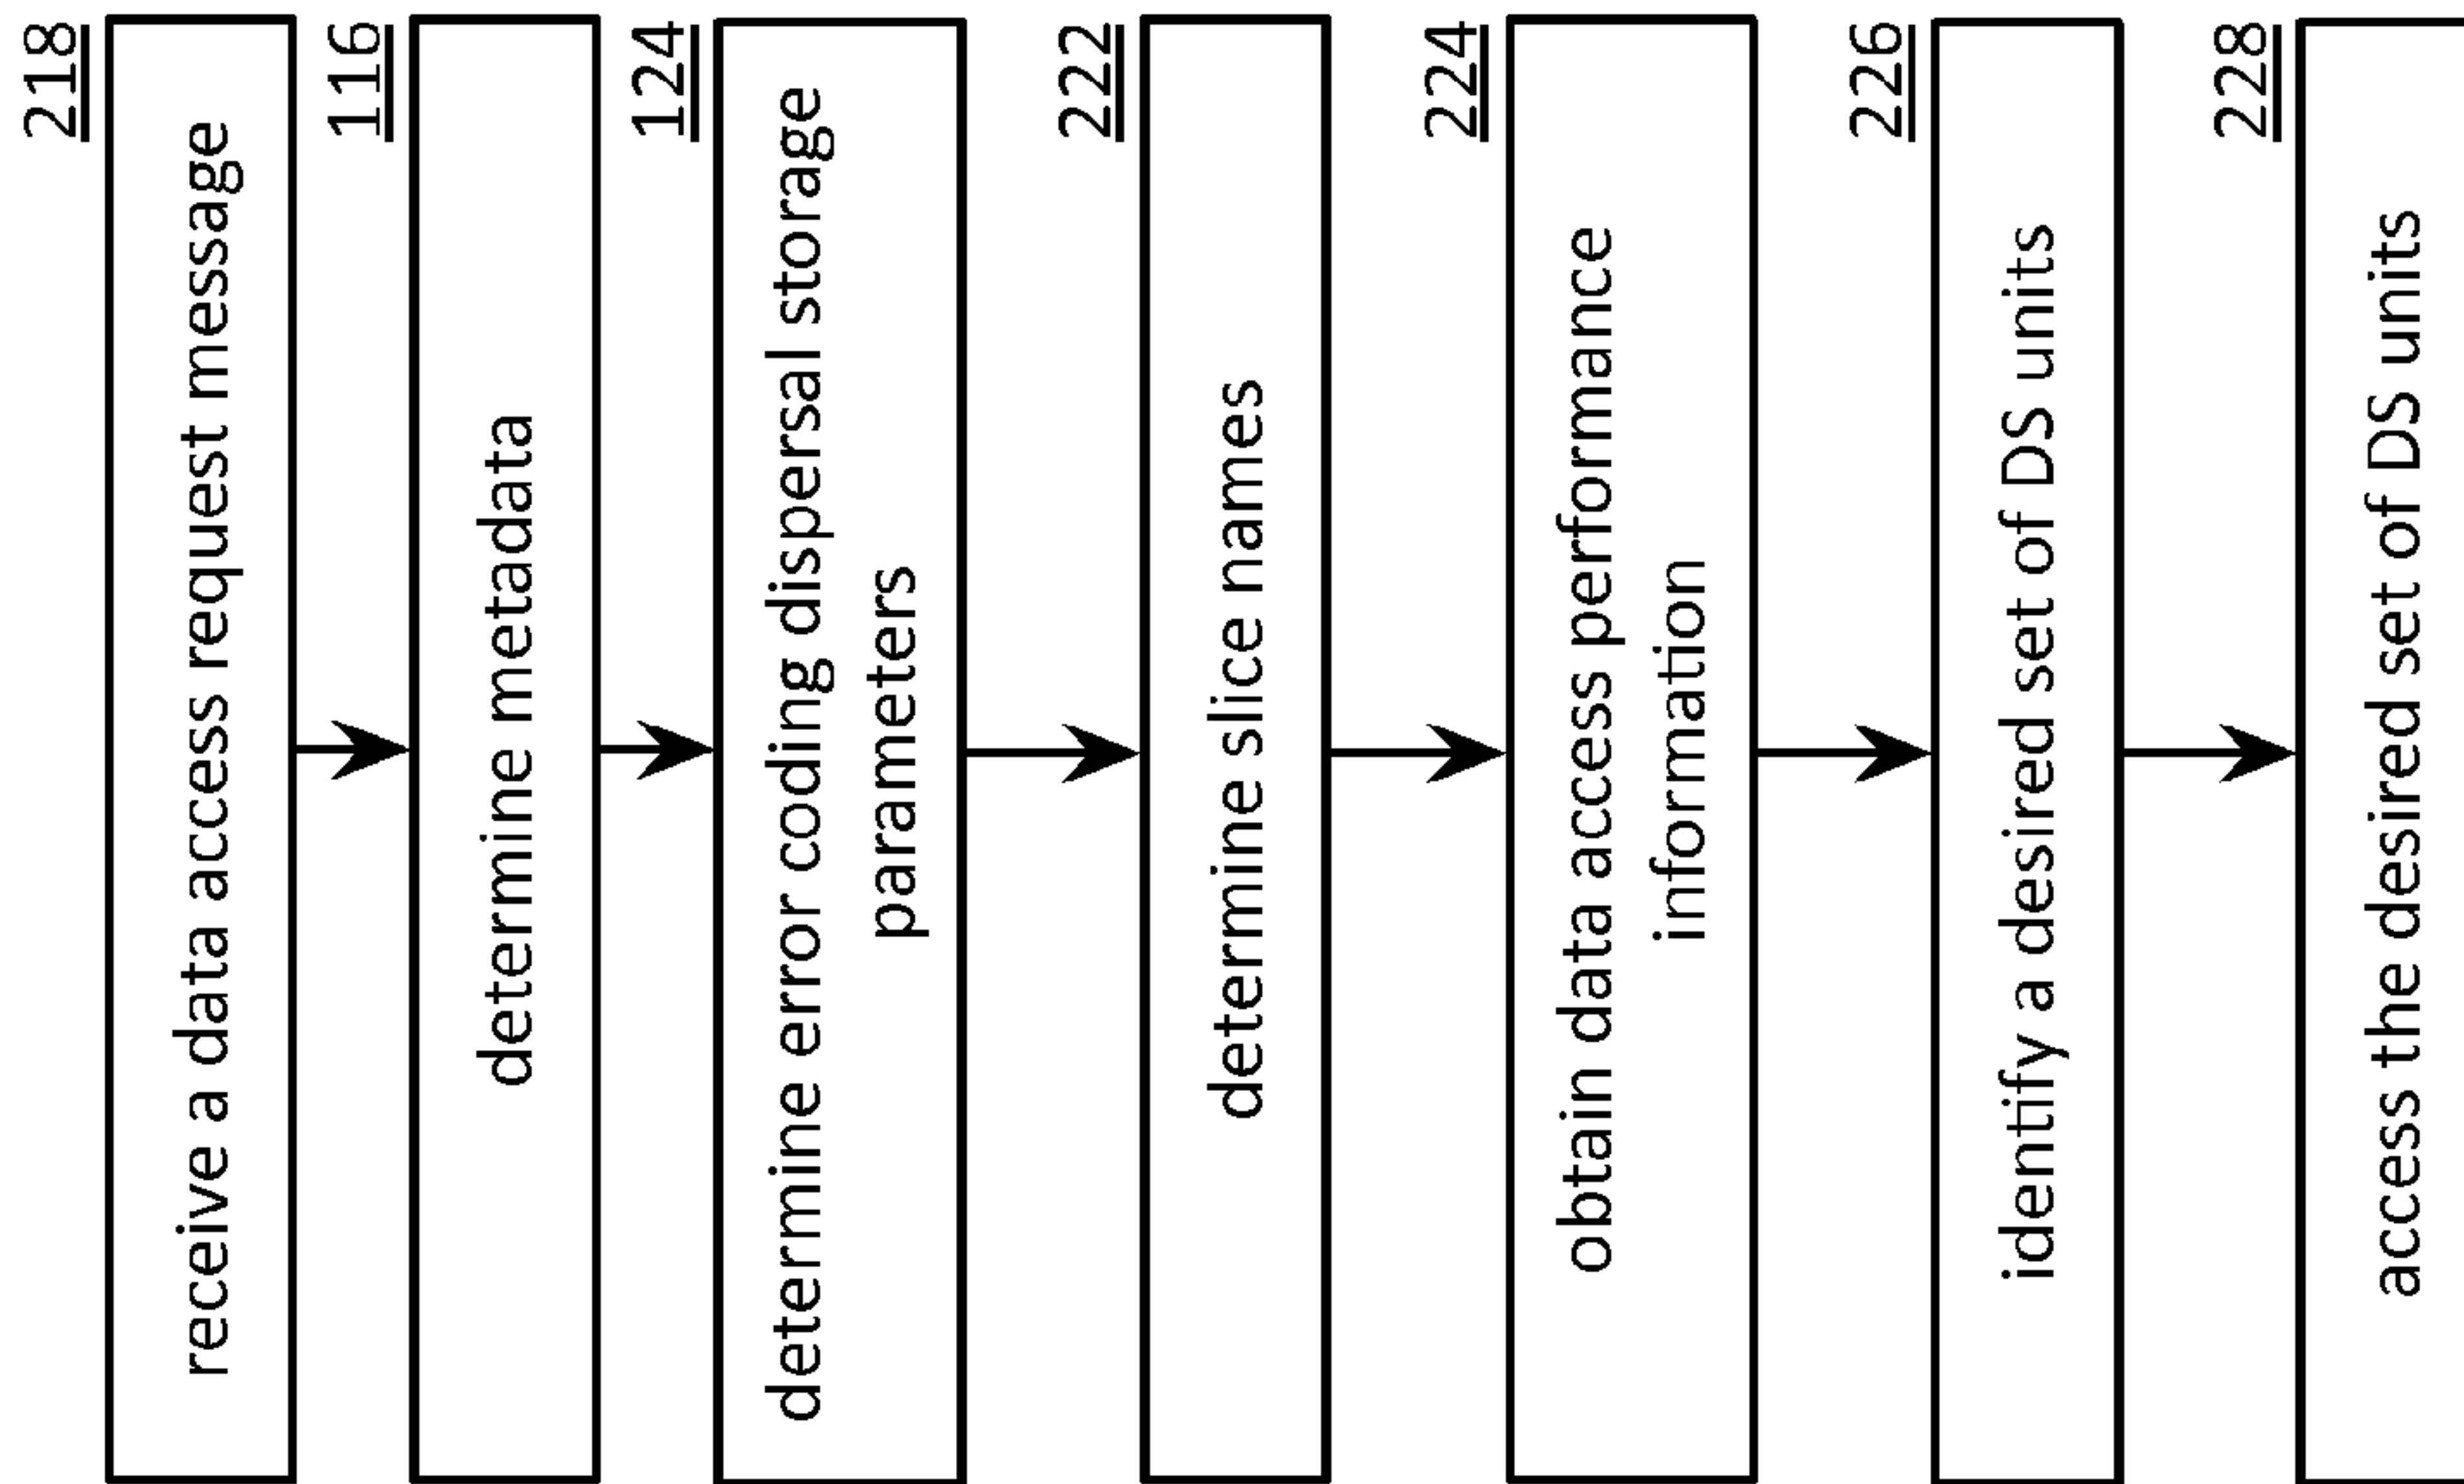 218
receive a data access request message
116
determine metadata
124
determine error coding dispersal storage
parameters
222
determine slice names
224
obtain data access performance
information
226
identify a desired set of DS units
228
access the desired set of DS units